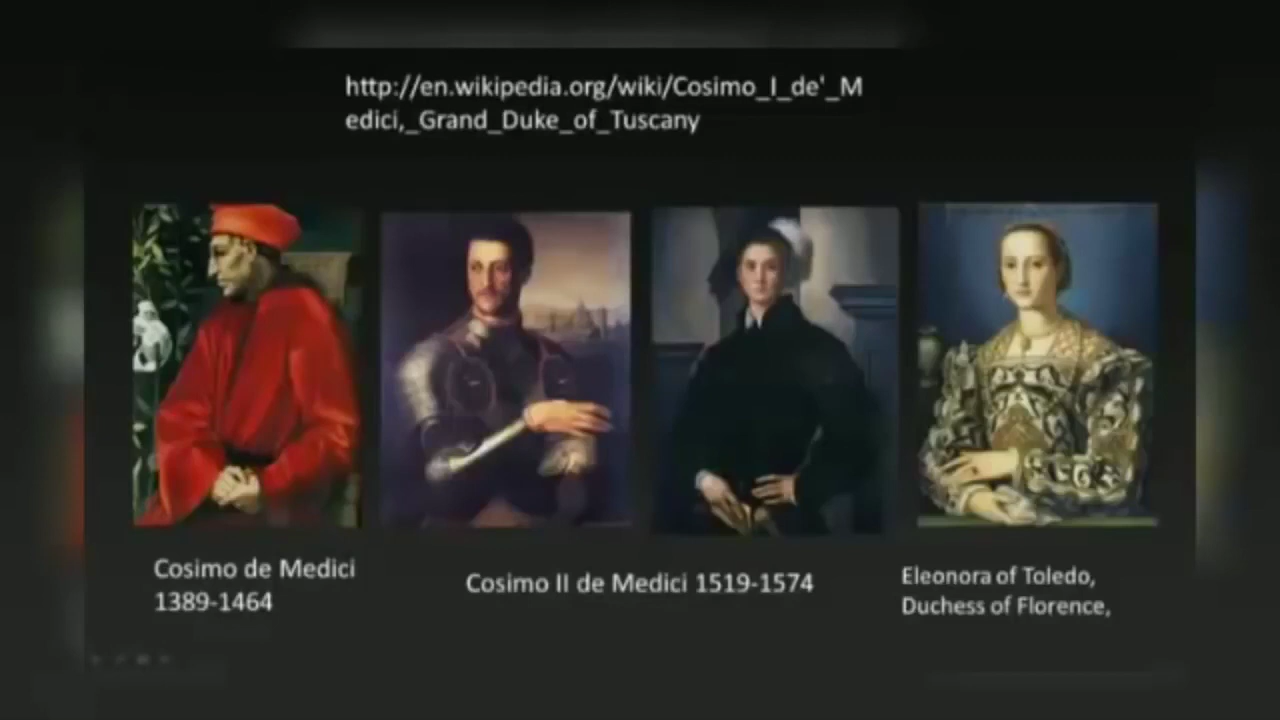 http://en.wikipedia.org/wiki/Cosimo_I_de'_M
edici,_Grand_Duke_of_Tuscany
Cosimo de Medici
1389-1464
Cosimo II de Medici 1519-1574
Eleonora of Toledo,
Duchess of Florence,